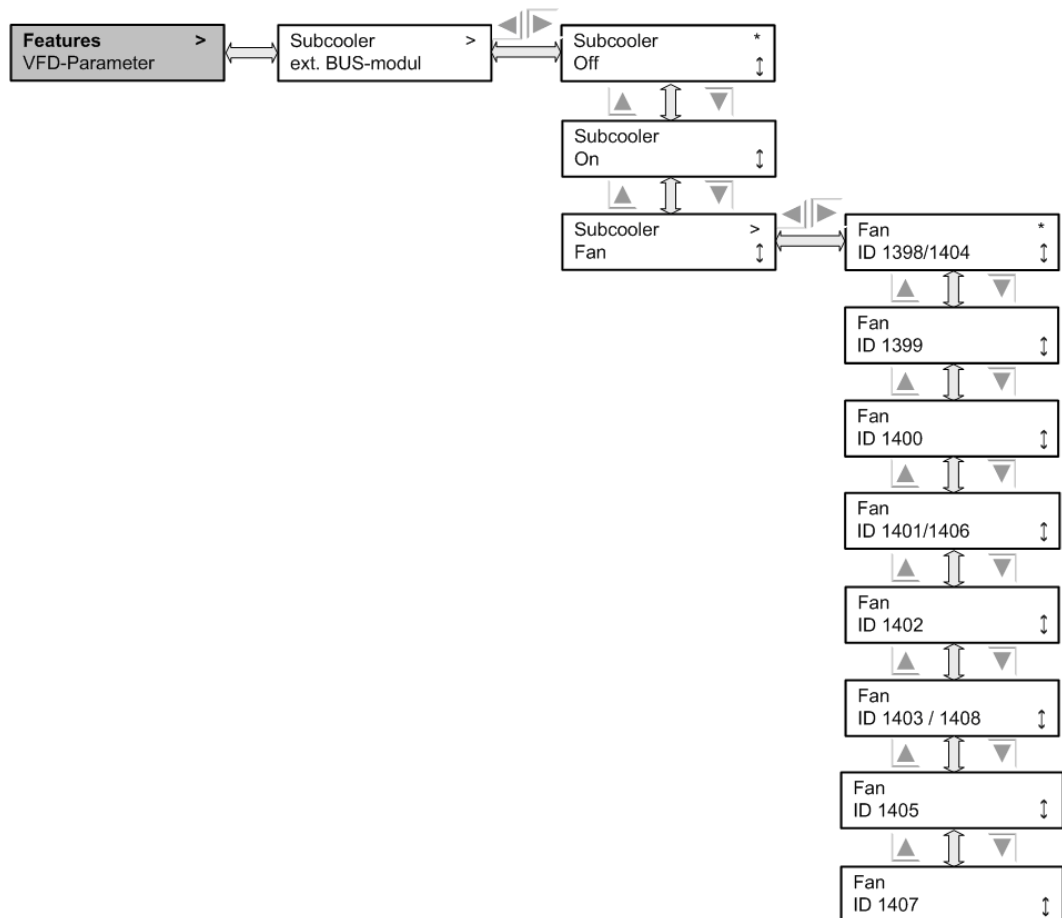 Features >
VFD-Parameter
Subcooler >
ext. BUS-modul
Subcooler *
Off ↕
Subcooler
On ↕
Subcooler >
Fan ↕
Fan *
ID 1398/1404 ↕
Fan
ID 1399 ↕
Fan
ID 1400 ↕
Fan
ID 1401/1406 ↕
Fan
ID 1402 ↕
Fan
ID 1403 / 1408 ↕
Fan
ID 1405 ↕
Fan
ID 1407 ↕